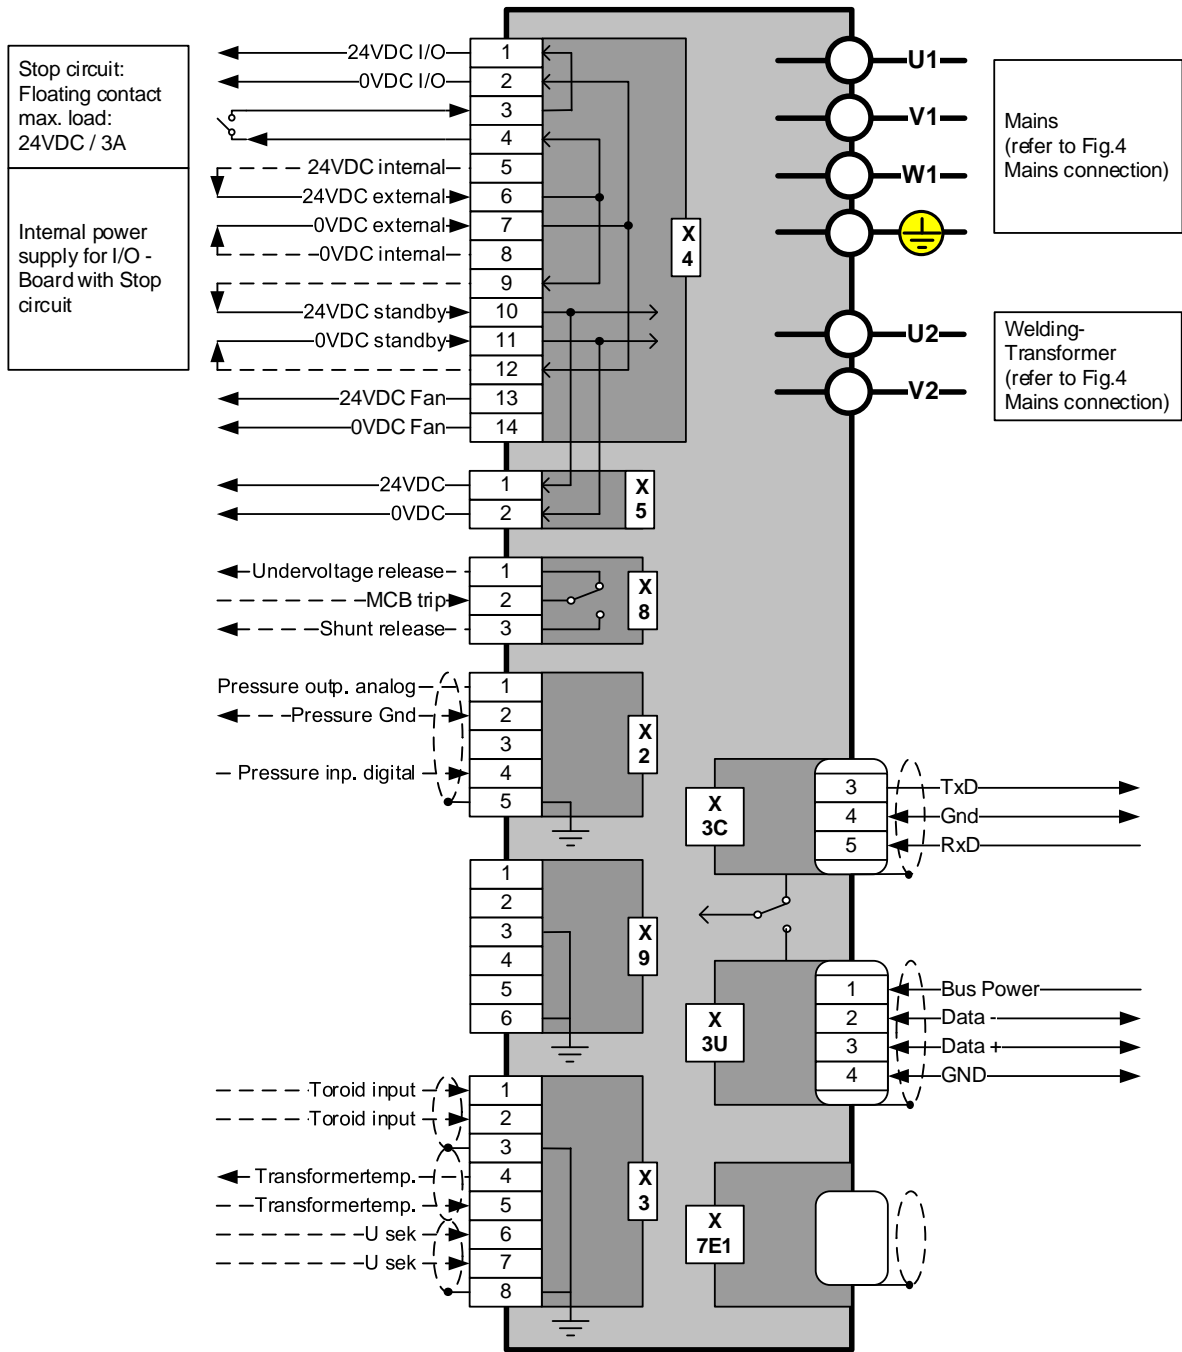 Stop circuit:
Floating contact
max. load:
24VDC / 3A
Internal power
supply for I/O -
Board with Stop
circuit
24VDC I/O 1
0VDC I/O 2
3
4
24VDC internal 5
24VDC external 6
0VDC external 7
0VDC internal 8
9
24VDC standby 10
0VDC standby 11
12
24VDC Fan 13
0VDC Fan 14
X
4
24VDC 1
0VDC 2
X
5
Undervoltage release 1
MCB trip 2
Shunt release 3
X
8
Pressure outp. analog 1
Pressure Gnd 2
3
Pressure inp. digital 4
5
X
2
1
2
3
4
5
6
X
9
Toroid input 1
Toroid input 2
3
Transformertemp. 4
Transformertemp. 5
U sek 6
U sek 7
8
X
3
U1
V1
W1
Mains
(refer to Fig.4
Mains connection)
U2
V2
Welding-
Transformer
(refer to Fig.4
Mains connection)
X
3C
3 TxD
4 Gnd
5 RxD
X
3U
1 Bus Power
2 Data -
3 Data +
4 GND
X
7E1